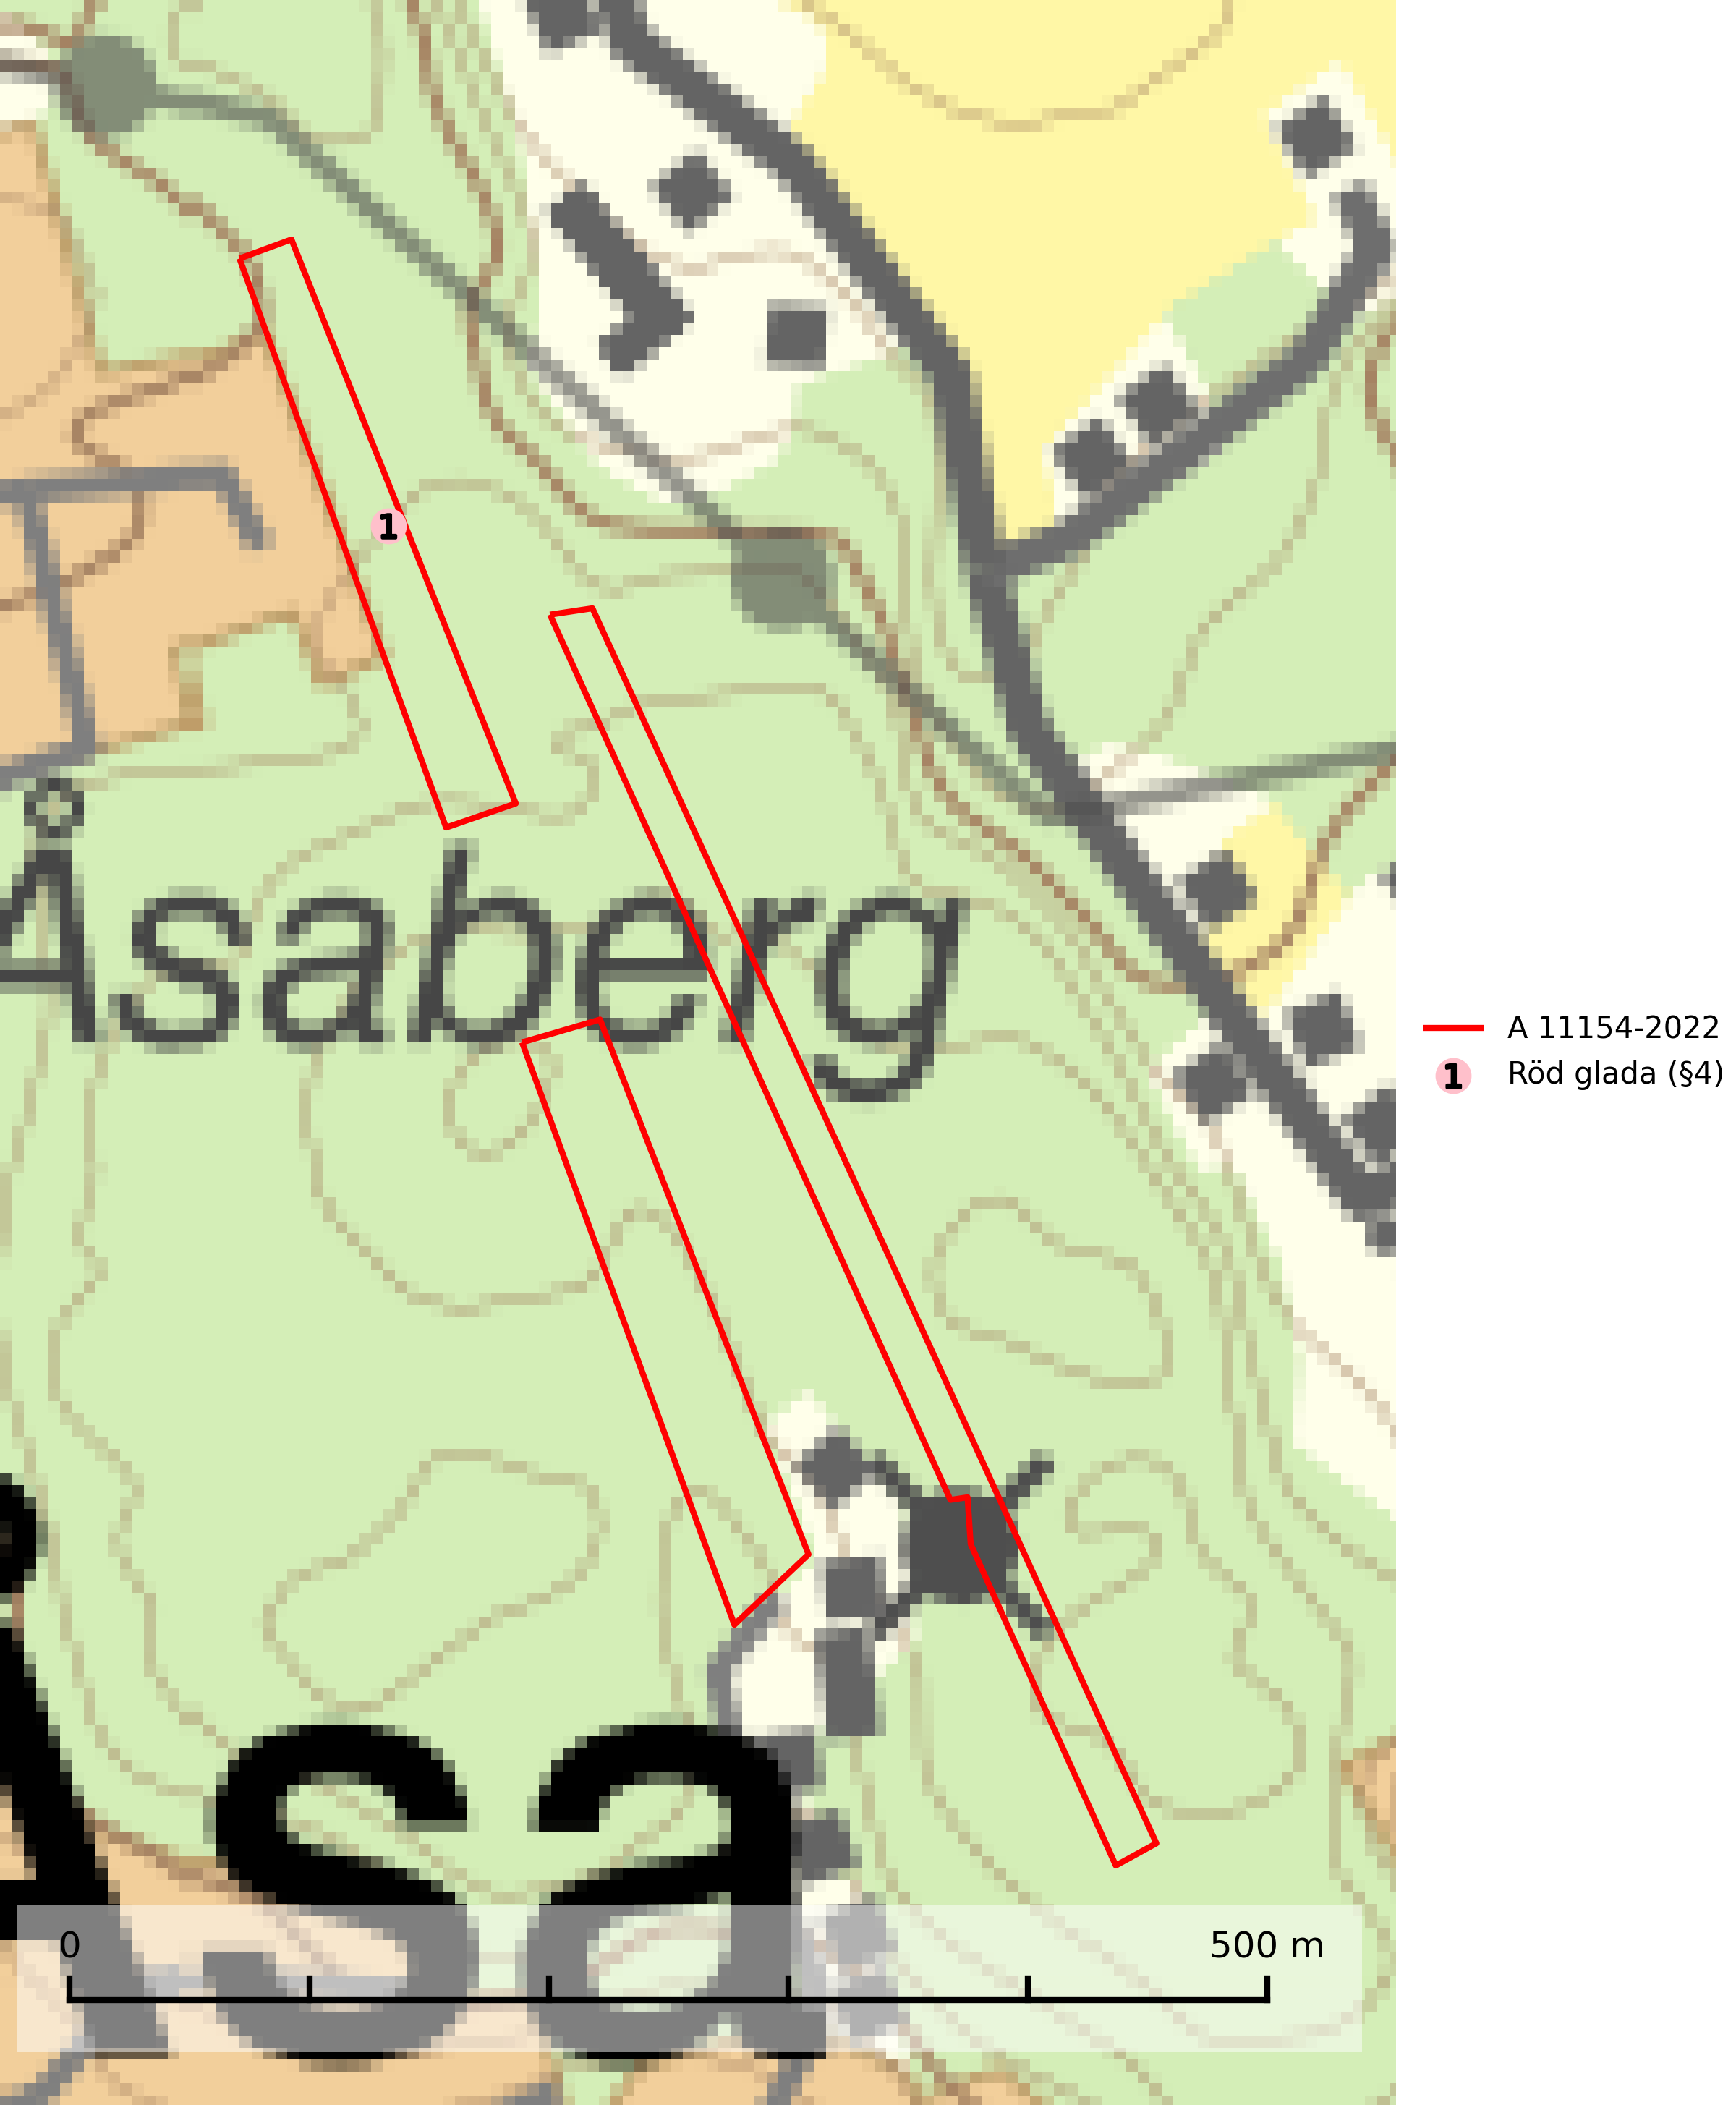 1
Åsaberg
Åsa
0
500 m
A 11154-2022
1 Röd glada (§4)